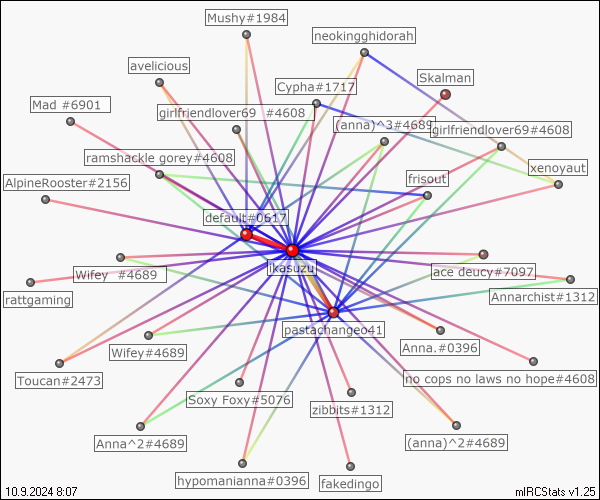 Mushy#1984
neokingghidorah
avelicious
Cypha#1717
Skalman
Mad #6901
girlfriendlover69 #4608
(anna)^3#4689
girlfriendlover69#4608
ramshackle gorey#4608
xenoyaut
AlpineRooster#2156
frisout
default#0617
ikasuzu
Wifey #4689
ace deucy#7097
rattgaming
Annarchist#1312
pastachangeo41
Wifey#4689
Anna.#0396
Toucan#2473
no cops no laws no hope#4608
Soxy Foxy#5076
zibbits#1312
Anna^2#4689
(anna)^2#4689
hypomanianna#0396
fakedingo
10.9.2024 8:07
mIRCStats v1.25